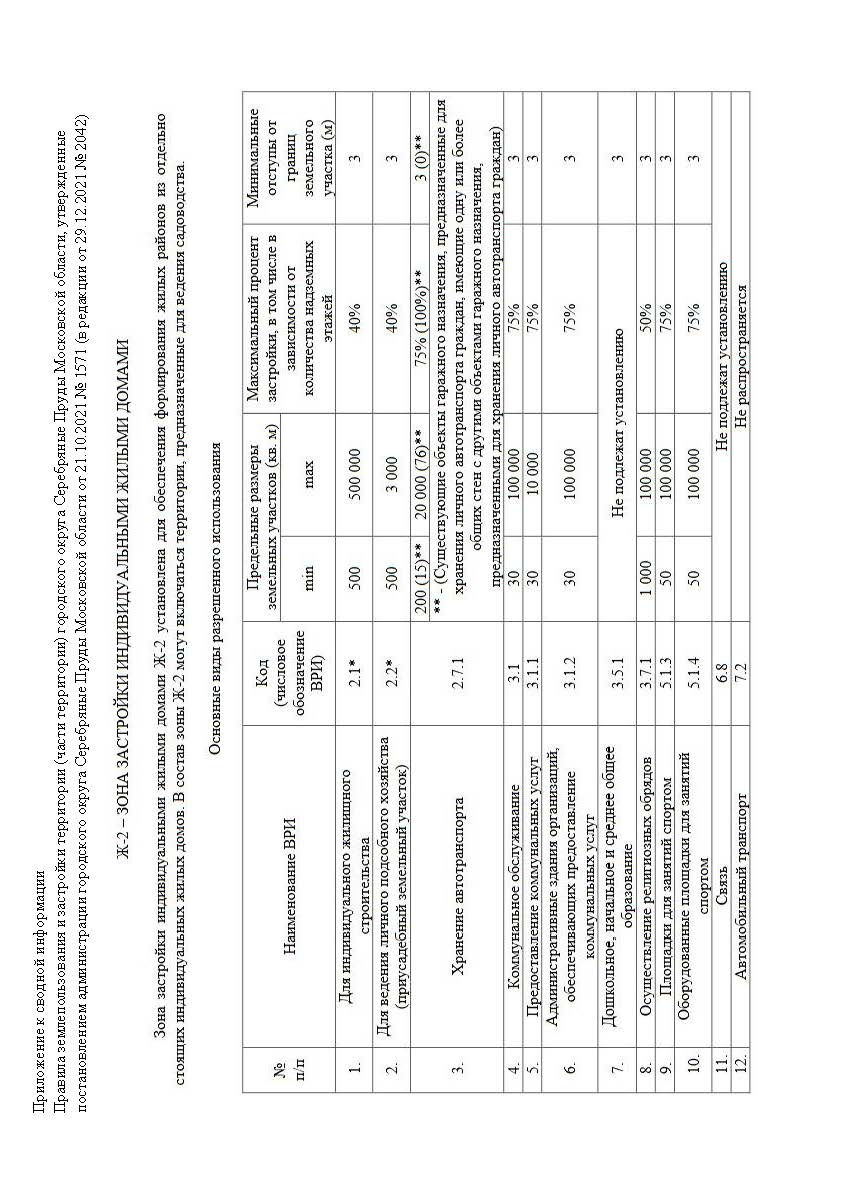 Приложение к сводной информации
Правила землепользования и застройки территории (части территории) городского округа Серебряные Пруды Московской области, утвержденные
постановлением администрации городского округа Серебряные Пруды Московской области от 21.10.2021 № 1571 (в редакции от 29.12.2021 № 2042)
Ж-2 – ЗОНА ЗАСТРОЙКИ ИНДИВИДУАЛЬНЫМИ ЖИЛЫМИ ДОМАМИ
Зона застройки индивидуальными жилыми домами Ж-2 установлена для обеспечения формирования жилых районов из отдельно
стоящих индивидуальных жилых домов. В состав зоны Ж-2 могут включаться территории, предназначенные для ведения садоводства.
Основные виды разрешенного использования
№
п/п
Наименование ВРИ
Код
(числовое
обозначение
ВРИ)
Предельные размеры
земельных участков (кв. м)
min
max
Максимальный процент
застройки, в том числе в
зависимости от
количества надземных
этажей
Минимальные
отступы от
границ
земельного
участка (м)
1.
Для индивидуального жилищного
строительства
2.1*
500
500 000
40%
3
2.
Для ведения личного подсобного хозяйства
(приусадебный земельный участок)
2.2*
500
3 000
40%
3
3.
Хранение автотранспорта
2.7.1
200 (15)**
20 000 (76)**
75% (100%)**
3 (0)**
** - (Существующие объекты гаражного назначения, предназначенные для
хранения личного автотранспорта граждан, имеющие одну или более
общих стен с другими объектами гаражного назначения,
предназначенными для хранения личного автотранспорта граждан)
4.
Коммунальное обслуживание
3.1
30
100 000
75%
3
5.
Предоставление коммунальных услуг
3.1.1
30
10 000
75%
3
6.
Административные здания организаций,
обеспечивающих предоставление
коммунальных услуг
3.1.2
30
100 000
75%
3
7.
Дошкольное, начальное и среднее общее
образование
3.5.1
Не подлежат установлению
3
8.
Осуществление религиозных обрядов
3.7.1
1 000
100 000
50%
3
9.
Площадки для занятий спортом
5.1.3
50
100 000
75%
3
10.
Оборудованные площадки для занятий
спортом
5.1.4
50
100 000
75%
3
11.
Связь
6.8
Не подлежат установлению
12.
Автомобильный транспорт
7.2
Не распространяется